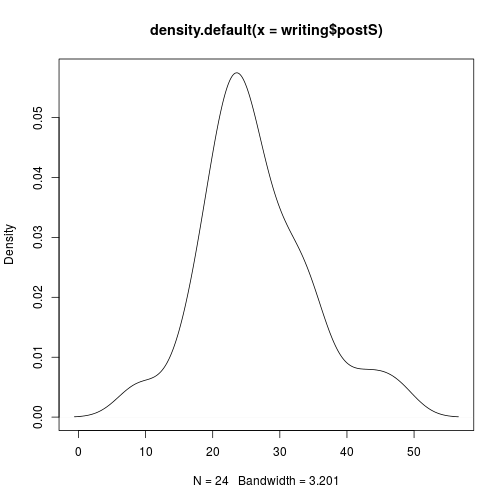 density.default(x = writing$postS)
Density
0.05
0.04
0.03
0.02
0.01
0.00
0 10 20 30 40 50
N = 24 Bandwidth = 3.201